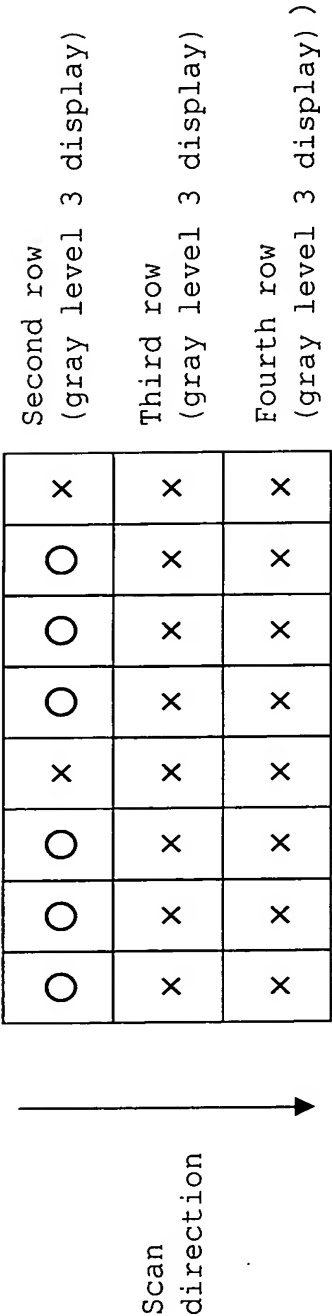 Scan
direction
O O O × O O O × Second row
(gray level 3 display)
× × × × × × × × Third row
(gray level 3 display)
× × × × × × × × Fourth row
(gray level 3 display))